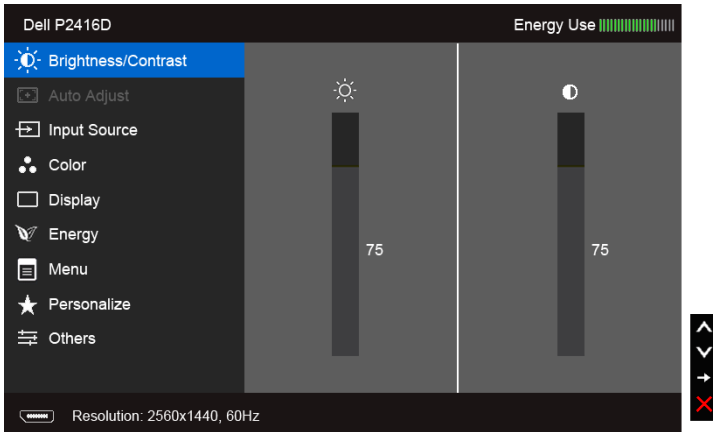 Dell P2416D
Energy Use
Brightness/Contrast
Auto Adjust
Input Source
Color
Display
Energy
Menu
Personalize
Others
75
75
Resolution: 2560x1440, 60Hz